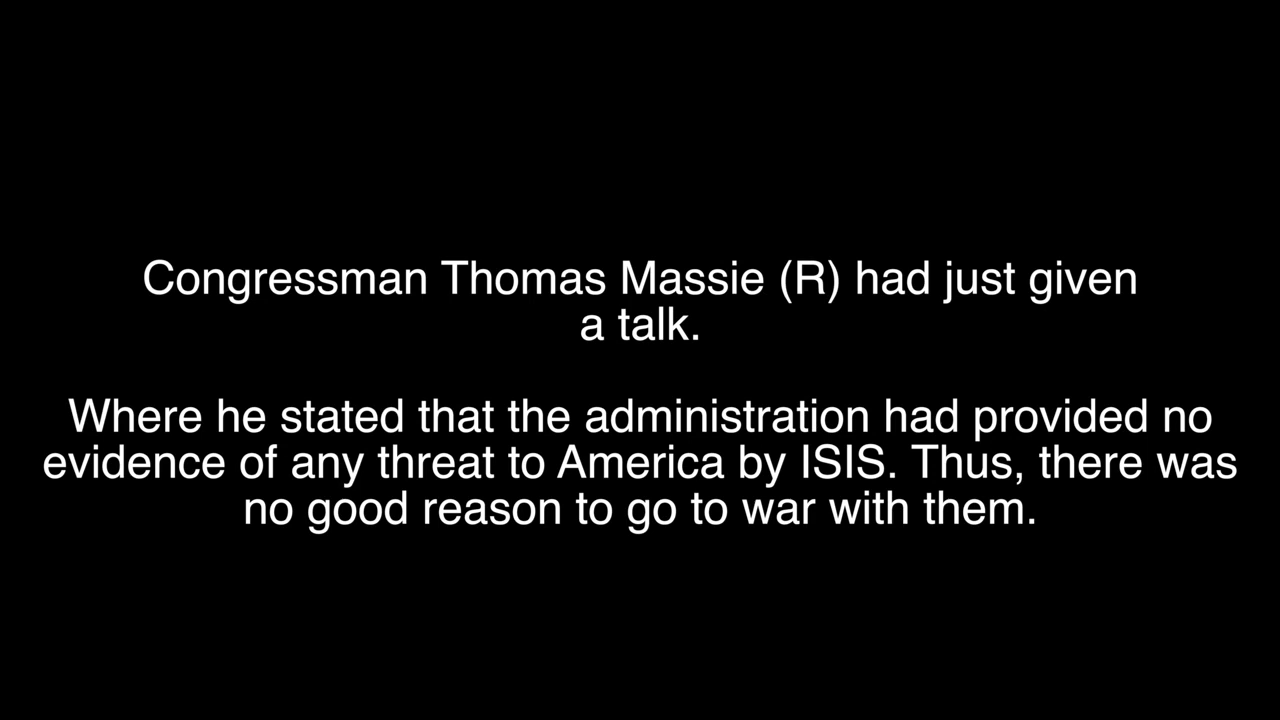 Congressman Thomas Massie (R) had just given
a talk.
Where he stated that the administration had provided no
evidence of any threat to America by ISIS. Thus, there was
no good reason to go to war with them.